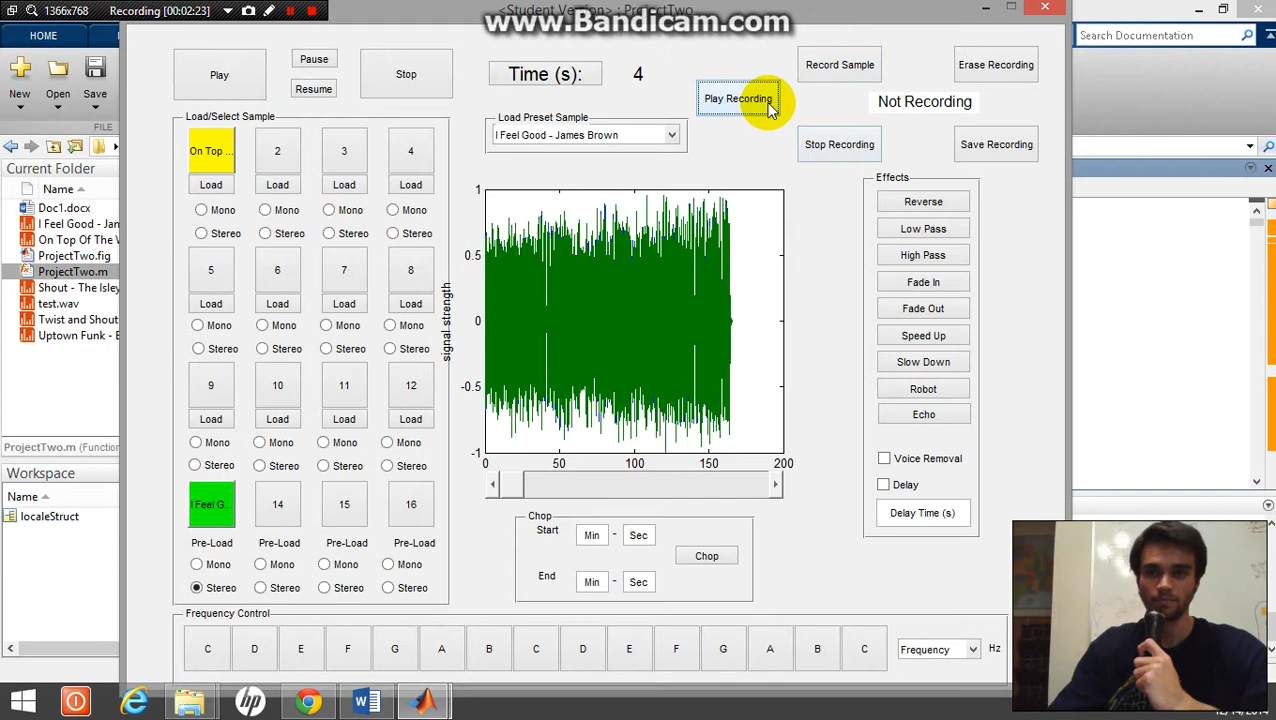 1366x768
Recording [00:02:23]
<Student Version> : ProjectTwo...
www.Bandicam.com
HOME
Search Documentation
New
Open
Save
FILE
Current Folder
Name
Doc1.docx
I Feel Good - Jam
On Top Of The W
ProjectTwo.fig
ProjectTwo.m
Shout - The Isley
test.wav
Twist and Shout
Uptown Funk - B
ProjectTwo.m (Function
Workspace
Name
localeStruct
Play
Pause
Resume
Stop
Time (s):
4
Play Recording
Record Sample
Erase Recording
Not Recording
Stop Recording
Save Recording
Load Preset Sample
I Feel Good - James Brown
Load/Select Sample
On Top ...
2
3
4
Load
Load
Load
Load
Mono
Mono
Mono
Mono
Stereo
Stereo
Stereo
Stereo
5
6
7
8
Load
Load
Load
Load
Mono
Mono
Mono
Mono
Stereo
Stereo
Stereo
Stereo
9
10
11
12
Load
Load
Load
Load
Mono
Mono
Mono
Mono
Stereo
Stereo
Stereo
Stereo
I Feel G...
14
15
16
Pre-Load
Pre-Load
Pre-Load
Pre-Load
Mono
Mono
Mono
Mono
Stereo
Stereo
Stereo
Stereo
signal strength
1
0.5
0
-0.5
-1
0
50
100
150
200
Chop
Start
Min
-
Sec
End
Min
-
Sec
Chop
Effects
Reverse
Low Pass
High Pass
Fade In
Fade Out
Speed Up
Slow Down
Robot
Echo
Voice Removal
Delay
Delay Time (s)
Frequency Control
C
D
E
F
G
A
B
C
D
E
F
G
A
B
C
Frequency
Hz
12/14/2014